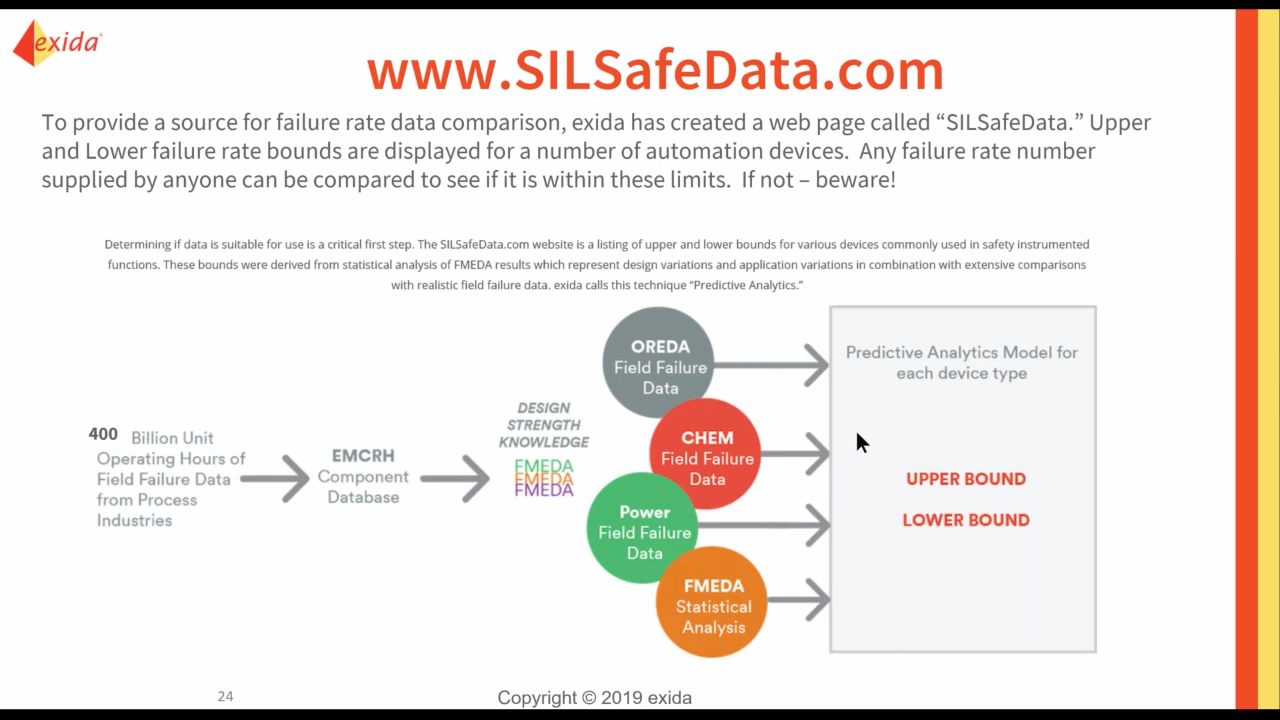 exida
www.SILSafeData.com
To provide a source for failure rate data comparison, exida has created a web page called “SILSafeData.” Upper
and Lower failure rate bounds are displayed for a number of automation devices. Any failure rate number
supplied by anyone can be compared to see if it is within these limits. If not – beware!
Determining if data is suitable for use is a critical first step. The SILSafeData.com website is a listing of upper and lower bounds for various devices commonly used in safety instrumented
functions. These bounds were derived from statistical analysis of FMEDA results which represent design variations and application variations in combination with extensive comparisons
with realistic field failure data. exida calls this technique “Predictive Analytics.”
400 Billion Unit
Operating Hours of
Field Failure Data
from Process
Industries
EMCRH
Component
Database
DESIGN
STRENGTH
KNOWLEDGE
FMEDA
FMEDA
FMEDA
OREDA
Field Failure
Data
CHEM
Field Failure
Data
Power
Field Failure
Data
FMEDA
Statistical
Analysis
Predictive Analytics Model for
each device type
UPPER BOUND
LOWER BOUND
24
Copyright © 2019 exida